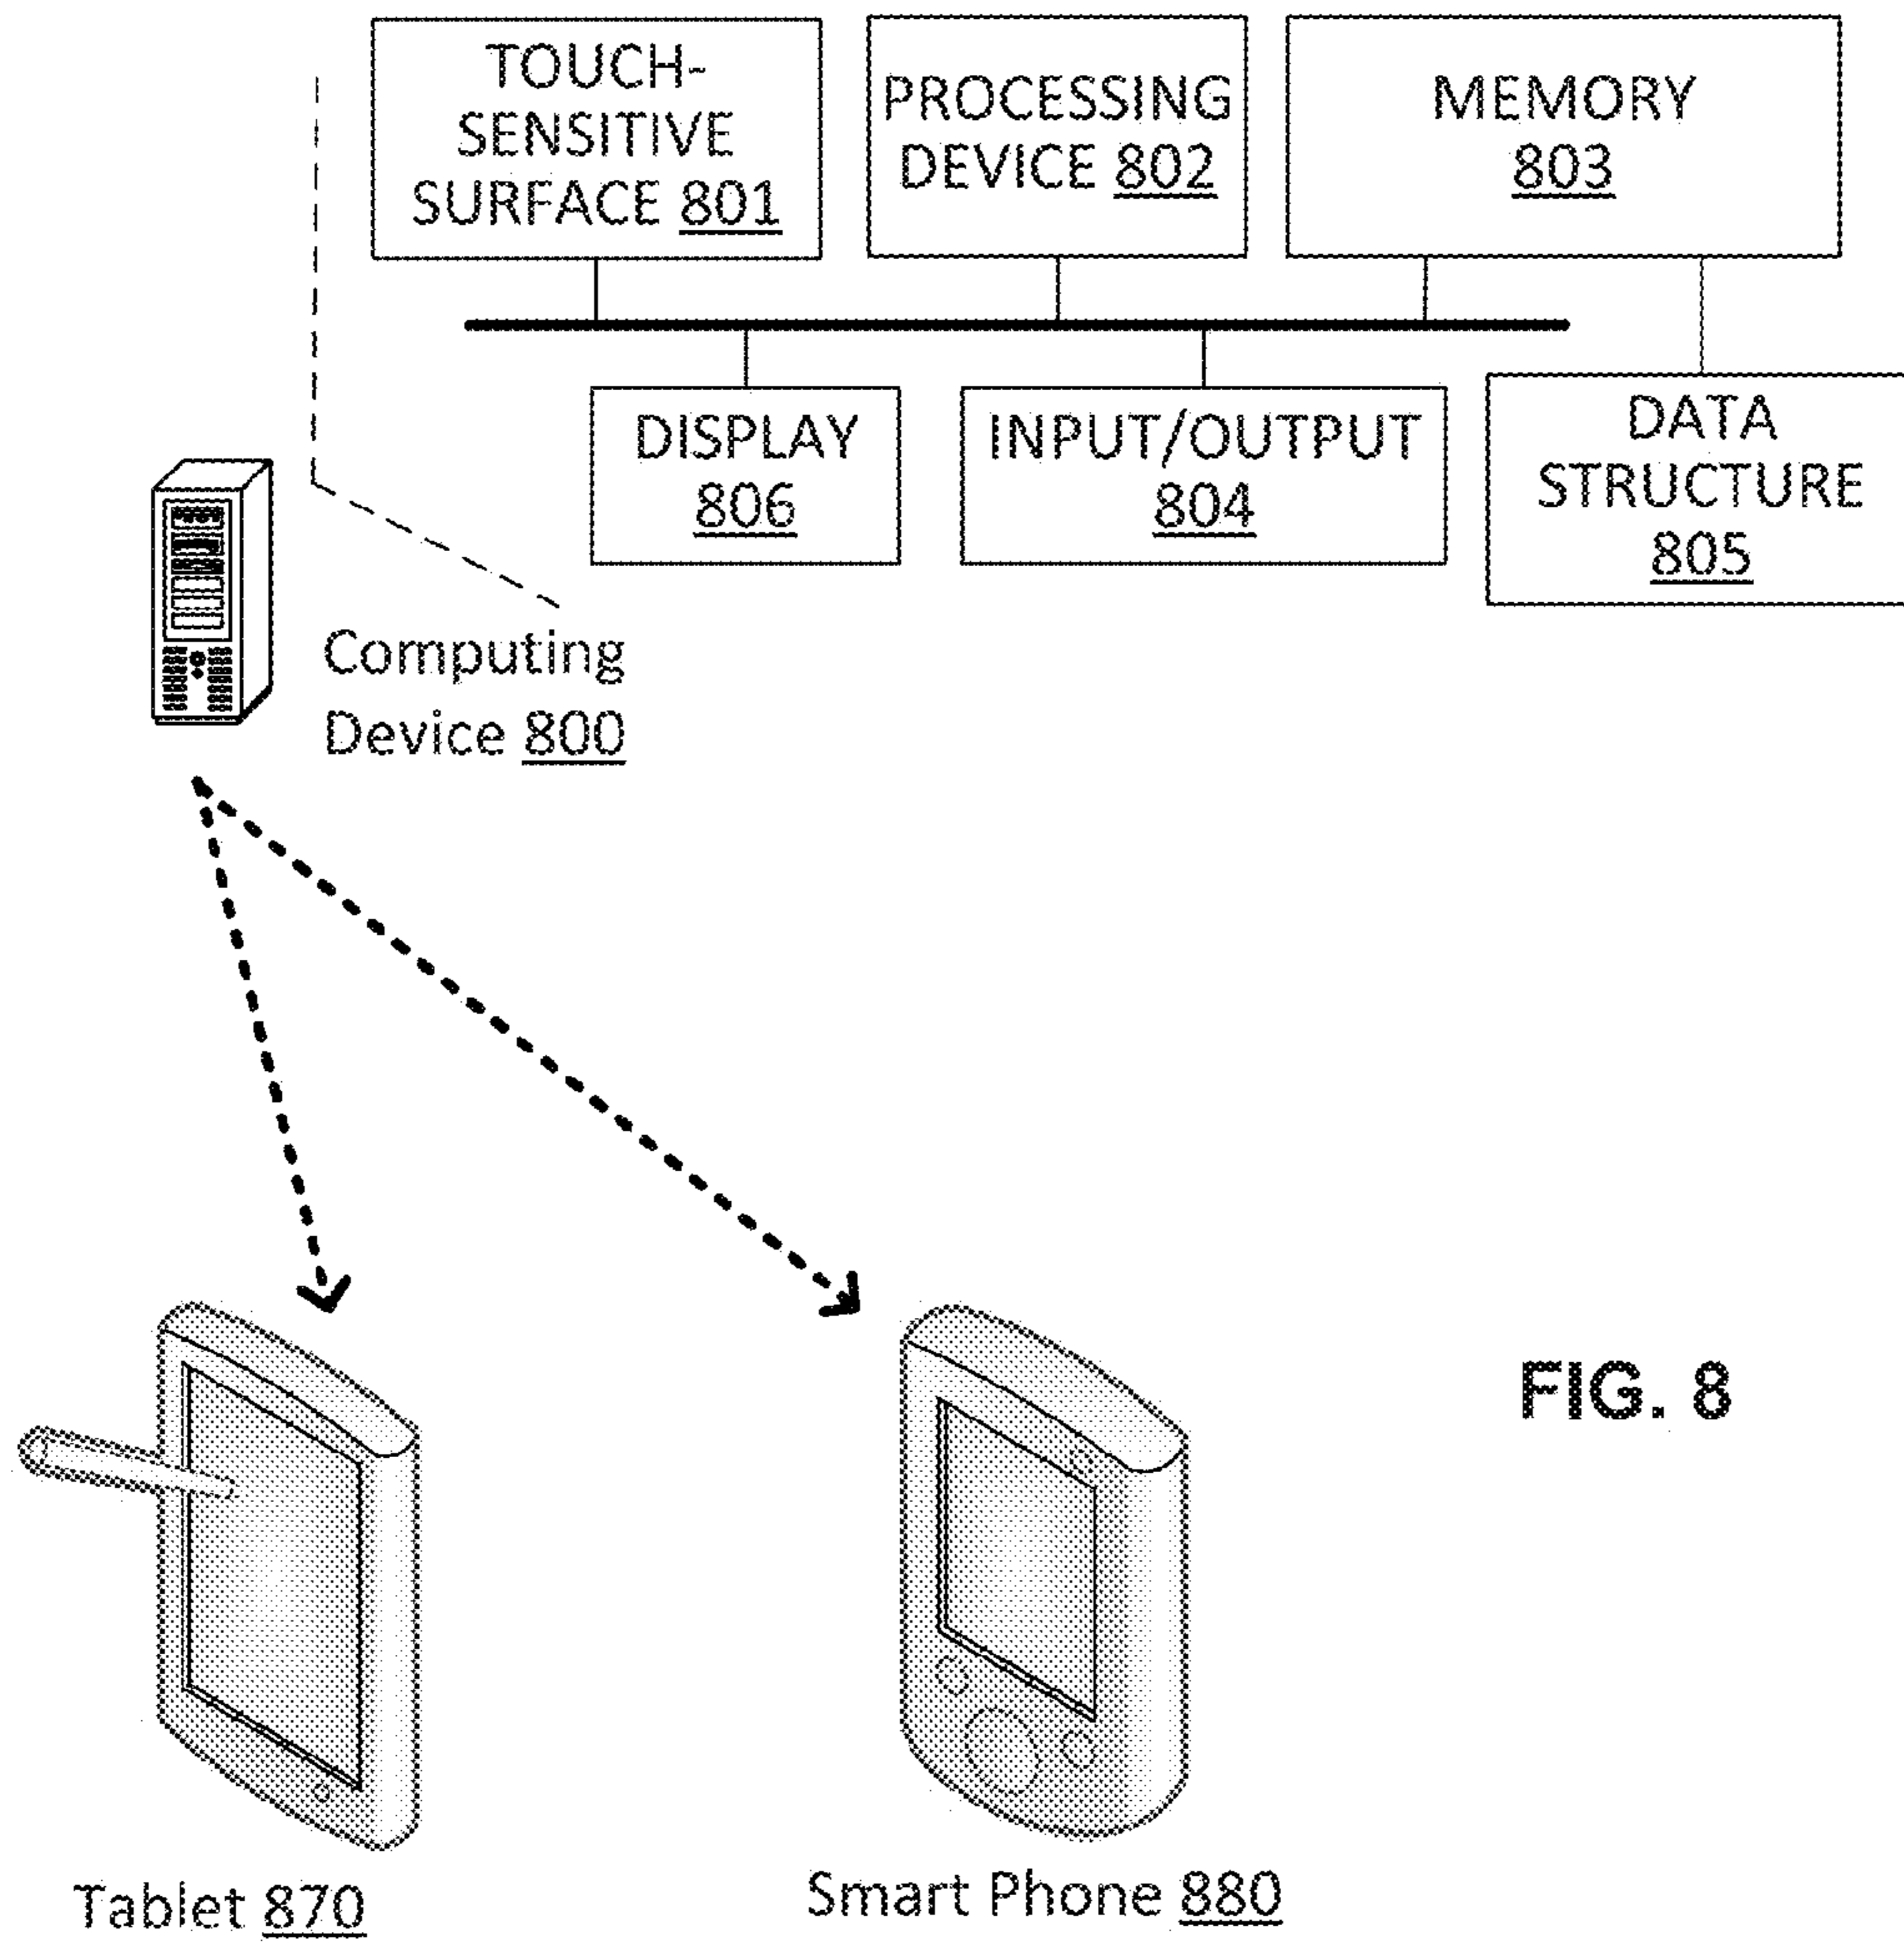 TOUCH-
SENSITIVE
SURFACE 801
PROCESSING
DEVICE 802
MEMORY
803
DISPLAY
806
INPUT/OUTPUT
804
DATA
STRUCTURE
805
Computing
Device 800
FIG. 8
Tablet 870
Smart Phone 880